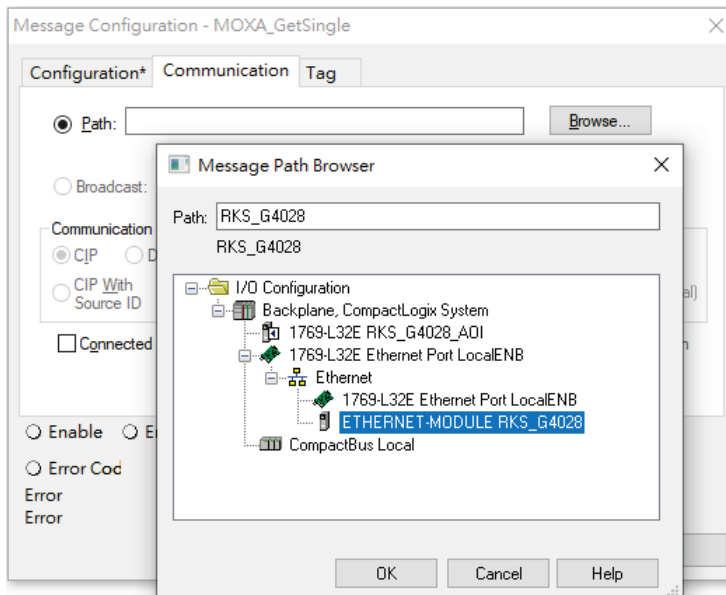 Message Configuration - MOXA_GetSingle
Configuration* Communication Tag
Path: Browse...
Message Path Browser
Broadcast:
Path: RKS_G4028
RKS_G4028
Communication
CIP D
CIP With
Source ID
al)
I/O Configuration
Backplane, CompactLogix System
1769-L32E RKS_G4028_AOI
1769-L32E Ethernet Port LocalENB
Ethernet
1769-L32E Ethernet Port LocalENB
ETHERNET-MODULE RKS_G4028
CompactBus Local
Connected
Enable
Error Cod
Error
Error
OK Cancel Help